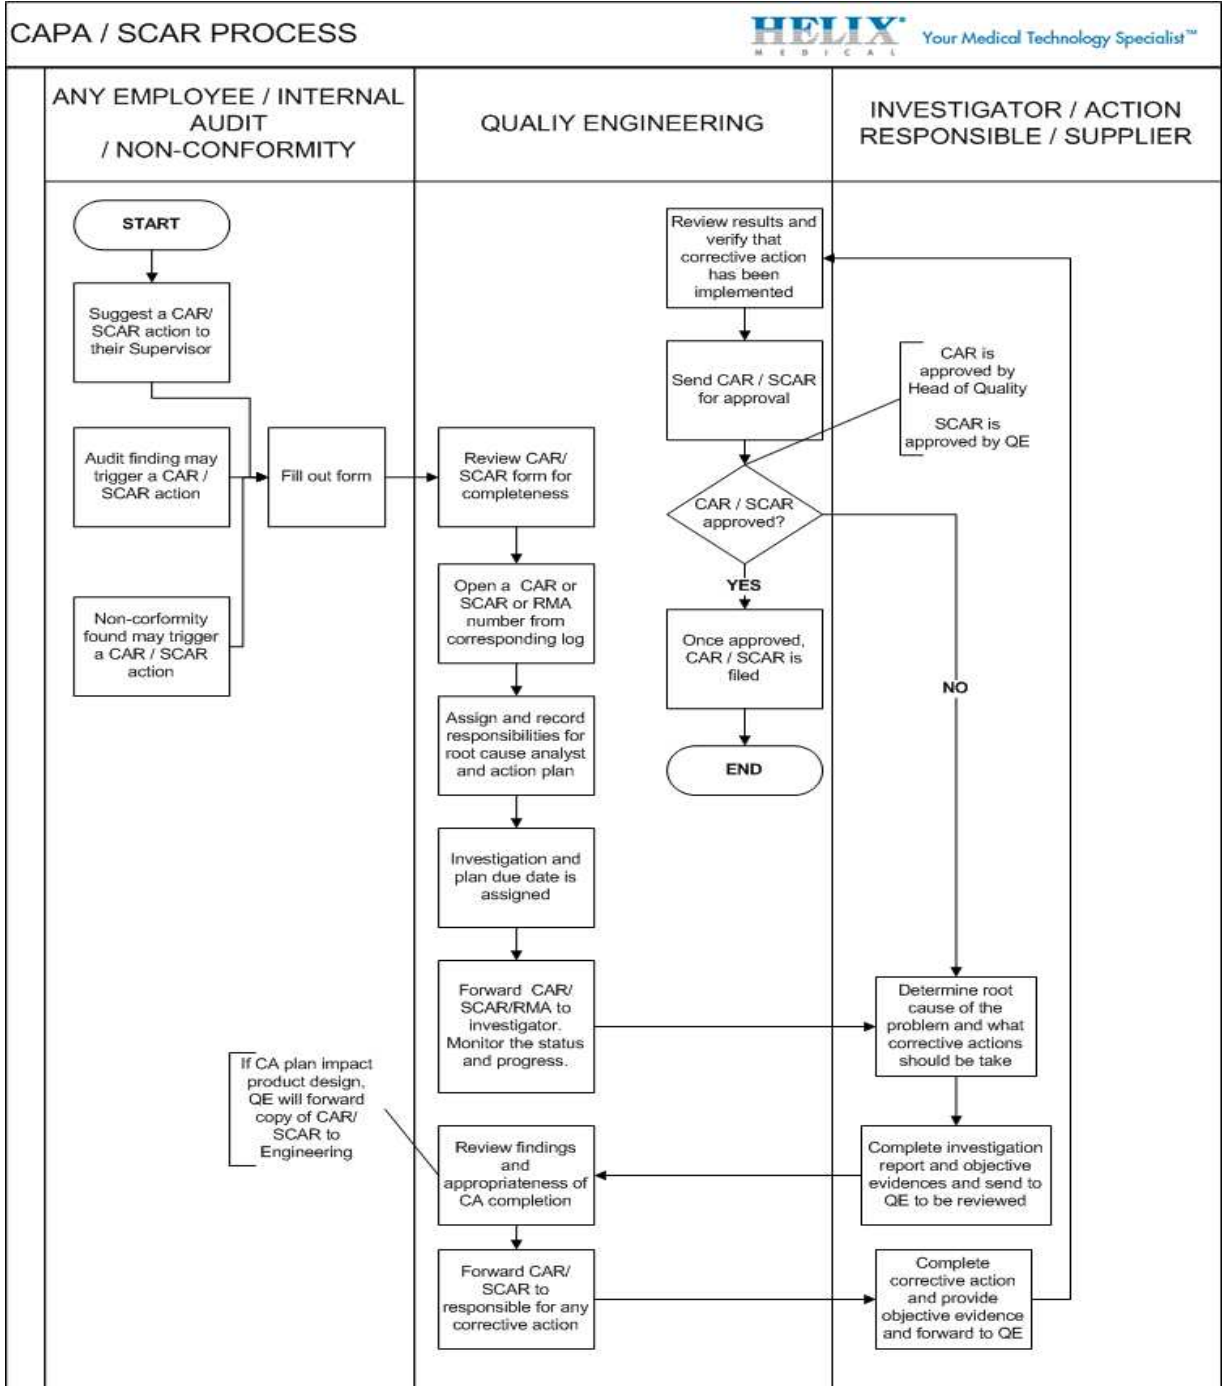 CAPA / SCAR PROCESS
HELIX
MEDICAL
Your Medical Technology Specialist™
ANY EMPLOYEE / INTERNAL
AUDIT
/ NON-CONFORMITY
QUALIY ENGINEERING
INVESTIGATOR / ACTION
RESPONSIBLE / SUPPLIER
START
Suggest a CAR/
SCAR action to
their Supervisor
Audit finding may
trigger a CAR /
SCAR action
Non-corformity
found may trigger
a CAR / SCAR
action
Fill out form
Review CAR/
SCAR form for
completeness
Open a CAR or
SCAR or RMA
number from
corresponding log
Assign and record
responsibilities for
root cause analyst
and action plan
Investigation and
plan due date is
assigned
Forward CAR/
SCAR/RMA to
investigator.
Monitor the status
and progress.
Determine root
cause of the
problem and what
corrective actions
should be take
Complete investigation
report and objective
evidences and send to
QE to be reviewed
Review findings
and
appropriateness of
CA completion
If CA plan impact
product design,
QE will forward
copy of CAR/
SCAR to
Engineering
Forward CAR/
SCAR to
responsible for any
corrective action
Complete
corrective action
and provide
objective evidence
and forward to QE
Review results and
verify that
corrective action
has been
implemented
Send CAR / SCAR
for approval
CAR is
approved by
Head of Quality
SCAR is
approved by QE
CAR / SCAR
approved?
YES
NO
Once approved,
CAR / SCAR is
filed
END